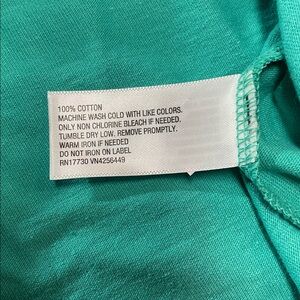 100% COTTON
MACHINE WASH COLD WITH LIKE COLORS.
ONLY NON CHLORINE BLEACH IF NEEDED.
TUMBLE DRY LOW. REMOVE PROMPTLY.
WARM IRON IF NEEDED
DO NOT IRON ON LABEL
RN17730 VN4256449